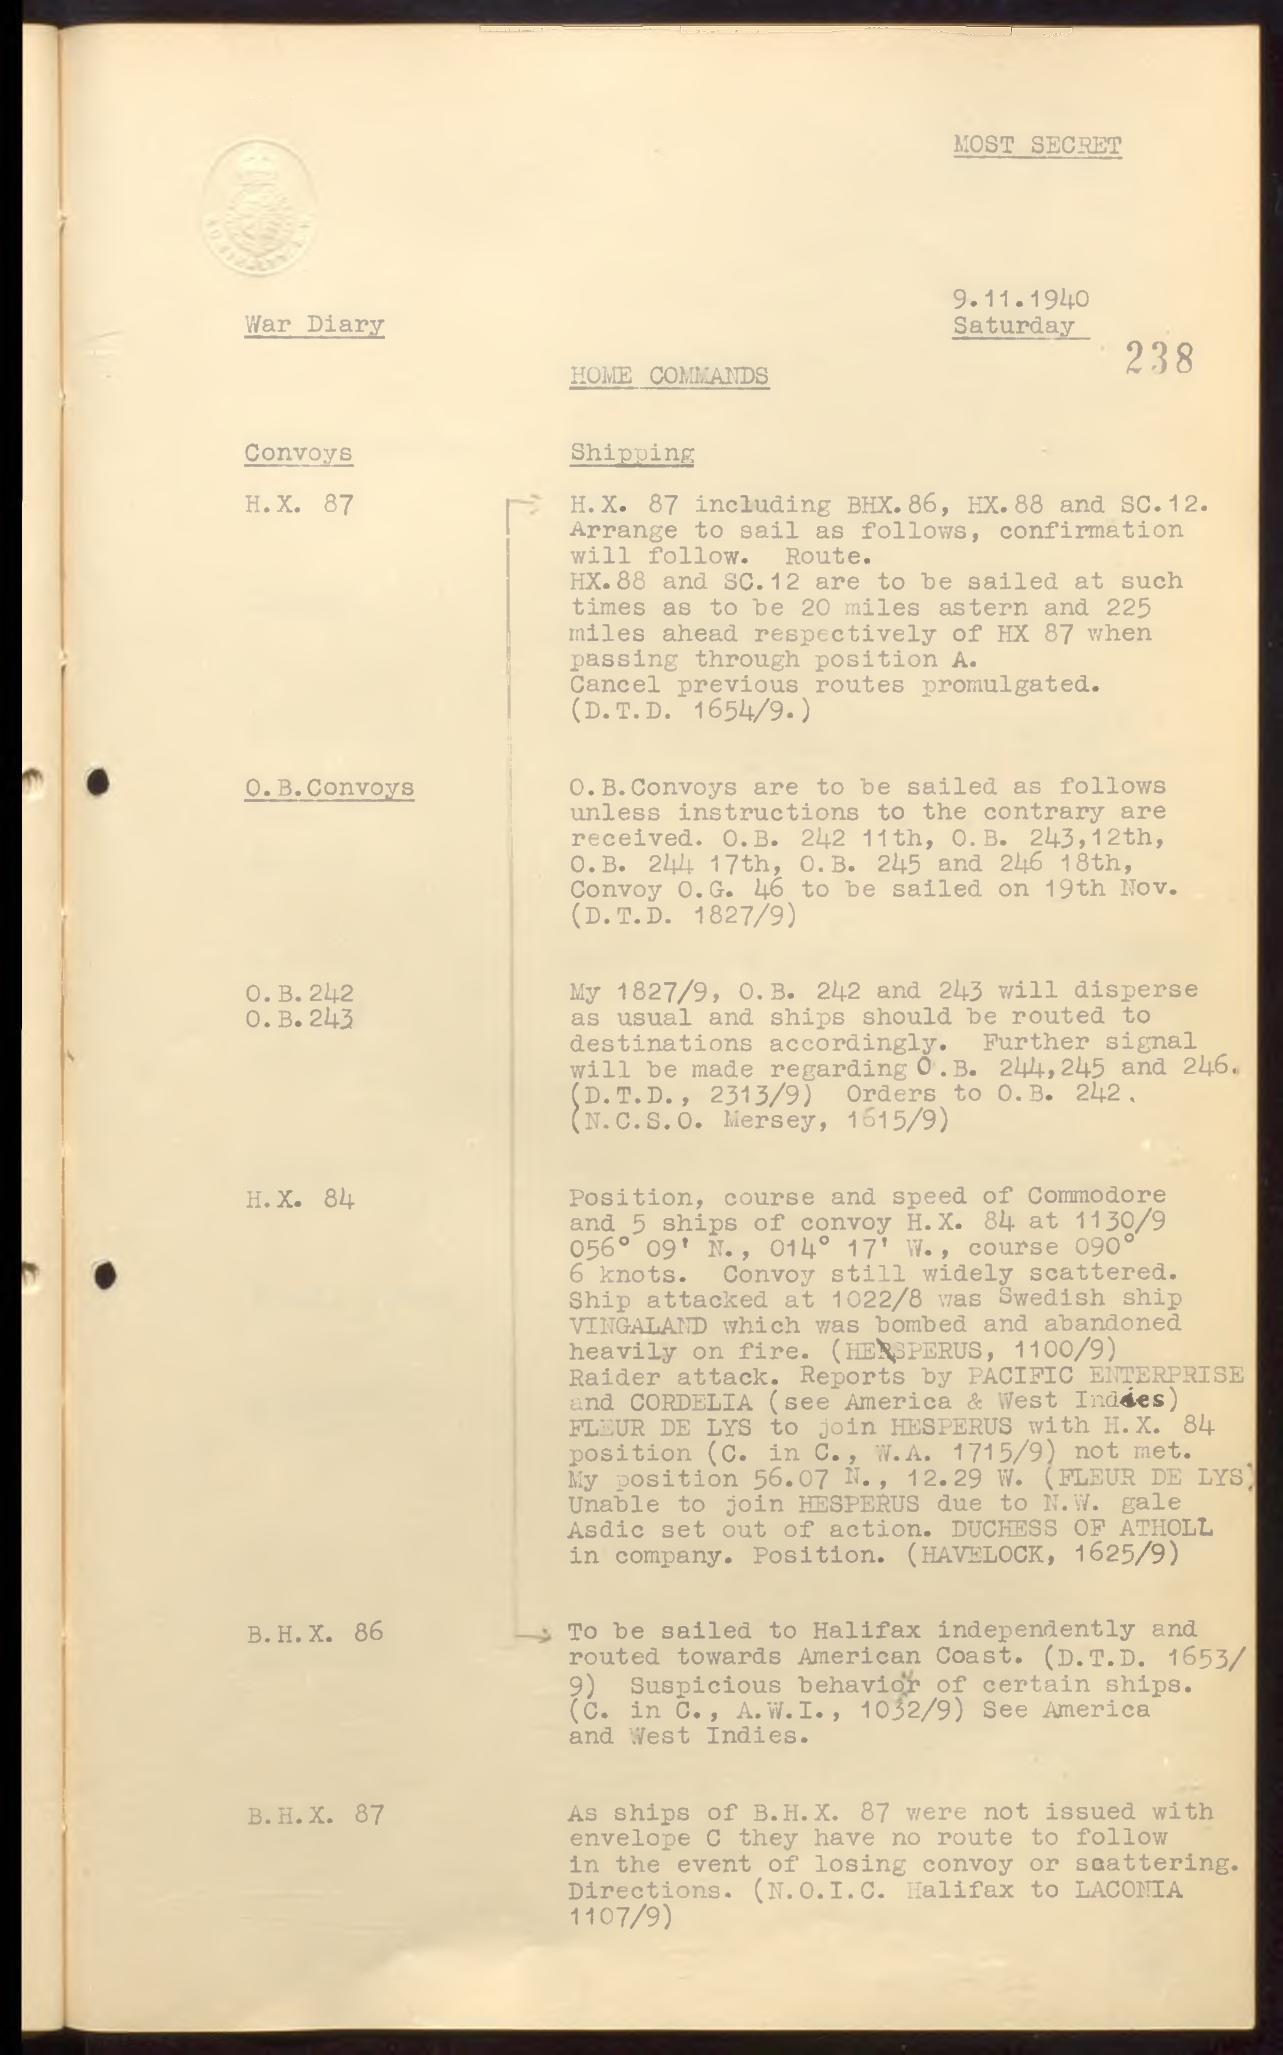 MOST SECRET
9.11.1940
War Diary
Saturday
238
HOME COMMANDS
Convoys
Shipping
H.X. 87
H.X. 87 including BHX.86, HX.88 and SC.12.
Arrange to sail as follows, confirmation
will follow. Route.
HX.88 and SC.12 are to be sailed at such
times as to be 20 miles astern and 225
miles ahead respectively of HX 87 when
passing through position A.
Cancel previous routes promulgated.
(D.T.D. 1654/9.)
O.B.Convoys
O.B.Convoys are to be sailed as follows
unless instructions to the contrary are
received. O.B. 242 11th, O.B. 243,12th,
O.B. 244 17th, O.B. 245 and 246 18th,
Convoy O.G. 46 to be sailed on 19th Nov.
(D.T.D. 1827/9)
O.B.242
O.B.243
My 1827/9, O.B. 242 and 243 will disperse
as usual and ships should be routed to
destinations accordingly. Further signal
will be made regarding O.B. 244,245 and 246.
(D.T.D., 2313/9) Orders to O.B. 242.
(N.C.S.O. Mersey, 1615/9)
H.X. 84
Position, course and speed of Commodore
and 5 ships of convoy H.X. 84 at 1130/9
056° 09' N., 014° 17' W., course 090°
6 knots. Convoy still widely scattered.
Ship attacked at 1022/8 was Swedish ship
VINGALAND which was bombed and abandoned
heavily on fire. (HESPERUS, 1100/9)
Raider attack. Reports by PACIFIC ENTERPRISE
and CORDELIA (see America & West Indies)
FLEUR DE LYS to join HESPERUS with H.X. 84
position (C. in C., W.A. 1715/9) not met.
My position 56.07 N., 12.29 W. (FLEUR DE LYS)
Unable to join HESPERUS due to N.W. gale
Asdic set out of action. DUCHESS OF ATHOLL
in company. Position. (HAVELOCK, 1625/9)
B.H.X. 86
To be sailed to Halifax independently and
routed towards American Coast. (D.T.D. 1653/
9) Suspicious behavior of certain ships.
(C. in C., A.W.I., 1032/9) See America
and West Indies.
B.H.X. 87
As ships of B.H.X. 87 were not issued with
envelope C they have no route to follow
in the event of losing convoy or scattering.
Directions. (N.O.I.C. Halifax to LACONIA
1107/9)